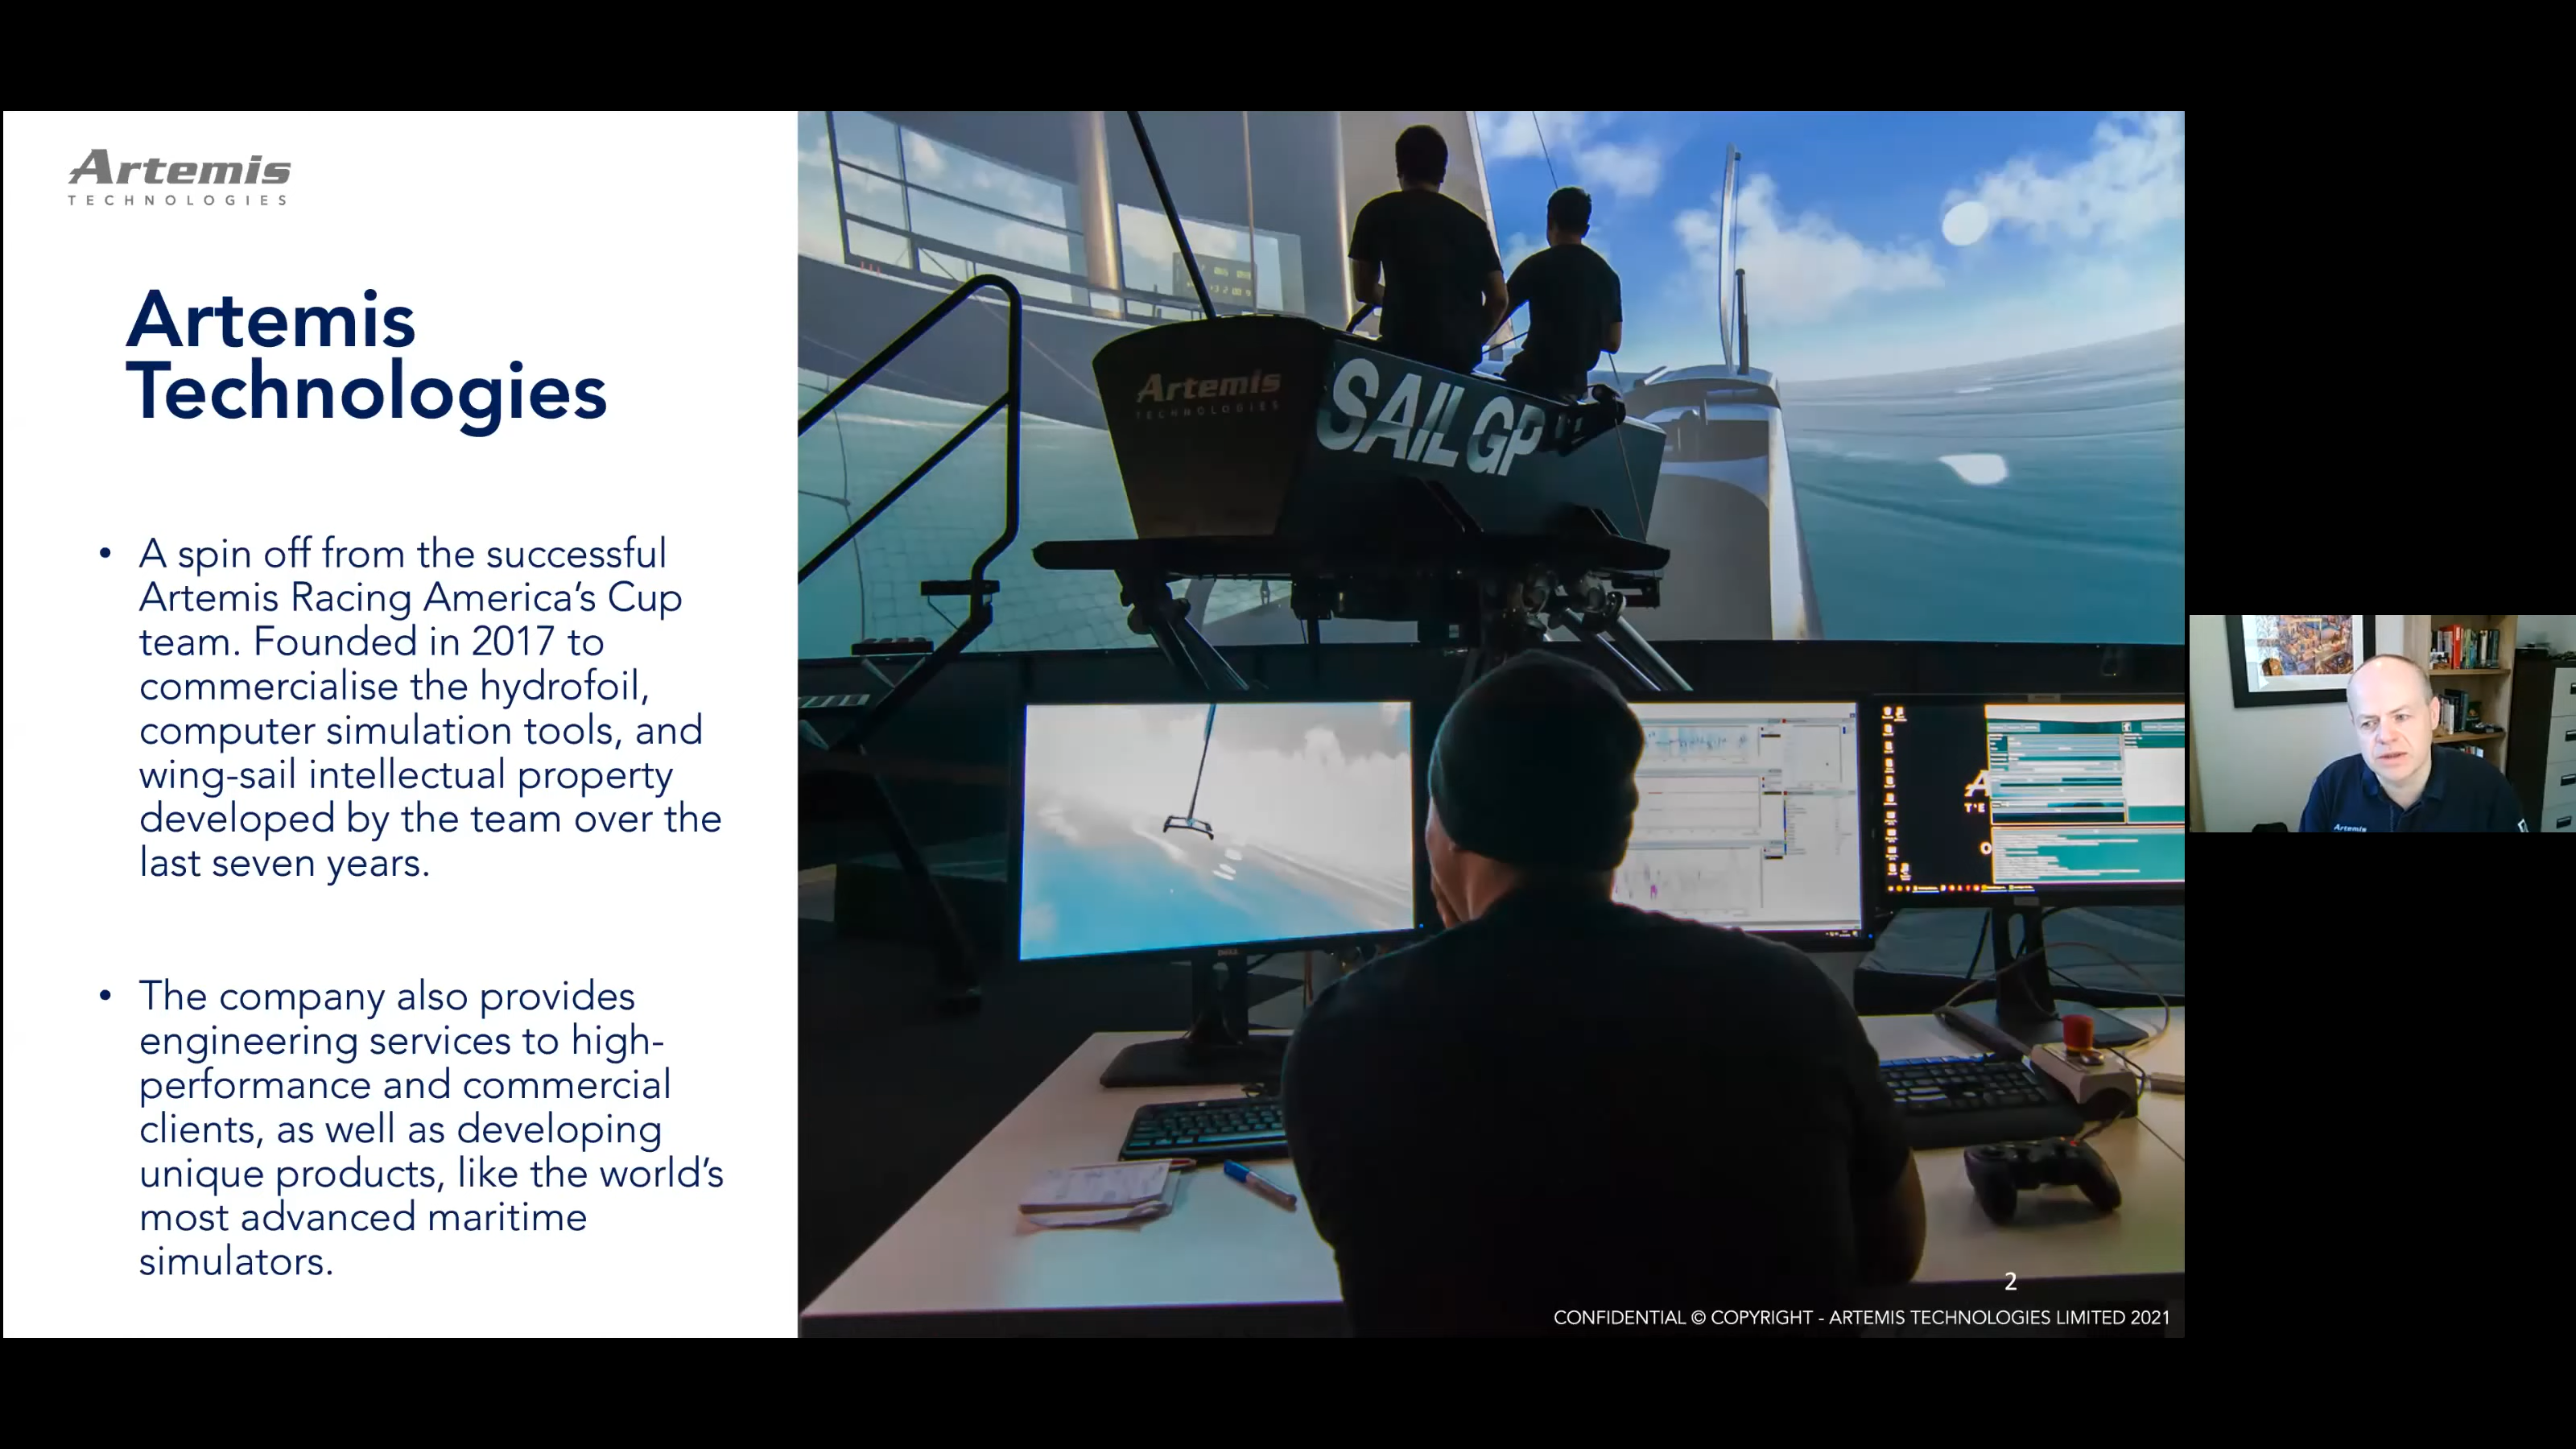 Artemis
TECHNOLOGIES
Artemis
Technologies
• A spin off from the successful
Artemis Racing America’s Cup
team. Founded in 2017 to
commercialise the hydrofoil,
computer simulation tools, and
wing-sail intellectual property
developed by the team over the
last seven years.
• The company also provides
engineering services to high-
performance and commercial
clients, as well as developing
unique products, like the world’s
most advanced maritime
simulators.
Artemis
TECHNOLOGIES
SAIL GP
DELL
Artemis
2
CONFIDENTIAL © COPYRIGHT - ARTEMIS TECHNOLOGIES LIMITED 2021